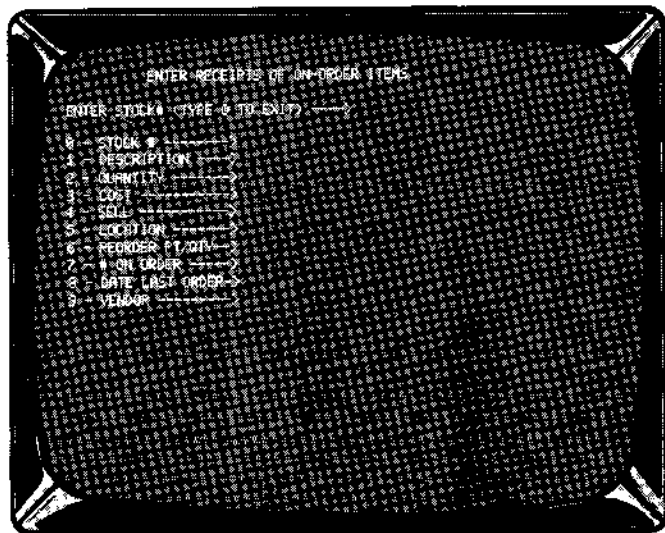 ENTER RECEIPTS OF ON-ORDER ITEMS
ENTER STOCK# (TYPE 0 TO EXIT) ---->
0 - STOCK # ------->
1 - DESCRIPTION ---->
2 - QUANTITY ------>
3 - COST --------->
4 - SELL --------->
5 - LOCATION ------>
6 - REORDER PT/QTY-->
7 - # ON ORDER ----->
8 - DATE LAST ORDER->
9 - VENDOR -------->